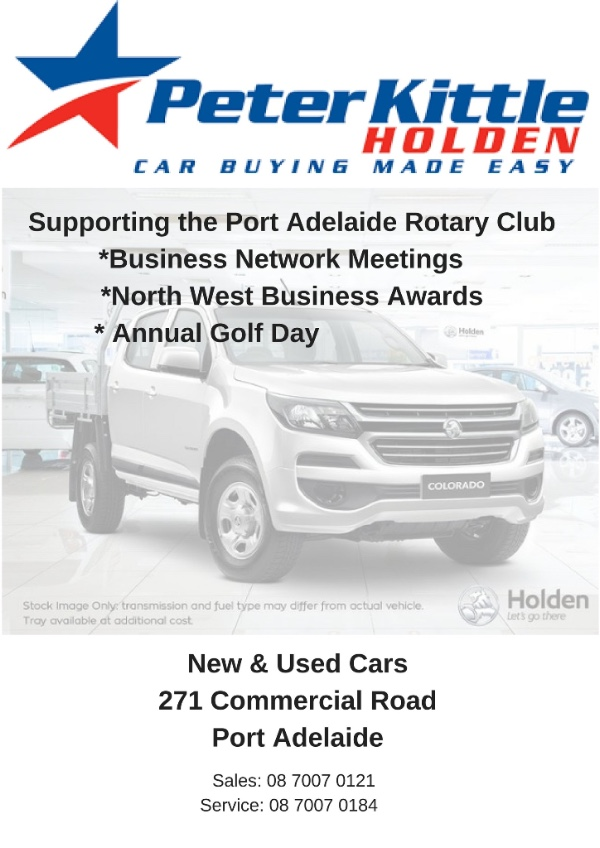 Peter Kittle
HOLDEN
CAR BUYING MADE EASY
Supporting the Port Adelaide Rotary Club
*Business Network Meetings
*North West Business Awards
* Annual Golf Day
Holden
COLORADO
Stock Image Only: transmission and fuel type may differ from actual vehicle.
Tray available at additional cost.
Holden
Let's go there
New & Used Cars
271 Commercial Road
Port Adelaide
Sales: 08 7007 0121
Service: 08 7007 0184